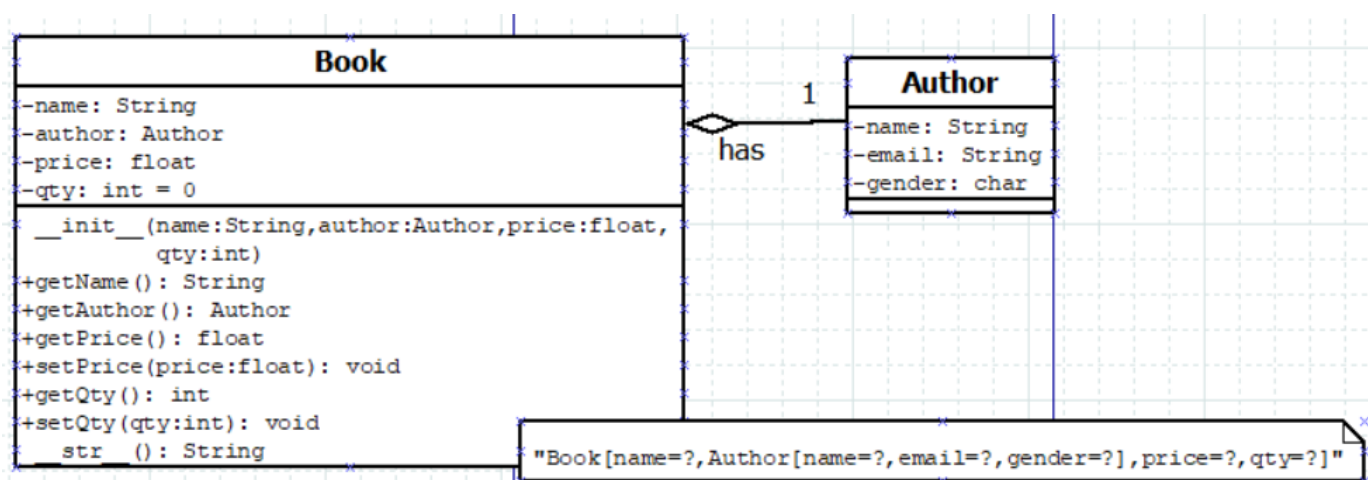 Book
-name: String
-author: Author
-price: float
-qty: int = 0
__init__(name:String,author:Author,price:float,
qty:int)
+getName(): String
+getAuthor(): Author
+getPrice(): float
+setPrice(price:float): void
+getQty(): int
+setQty(qty:int): void
__str__(): String
1
has
Author
-name: String
-email: String
-gender: char
"Book[name=?,Author[name=?,email=?,gender=?],price=?,qty=?]"